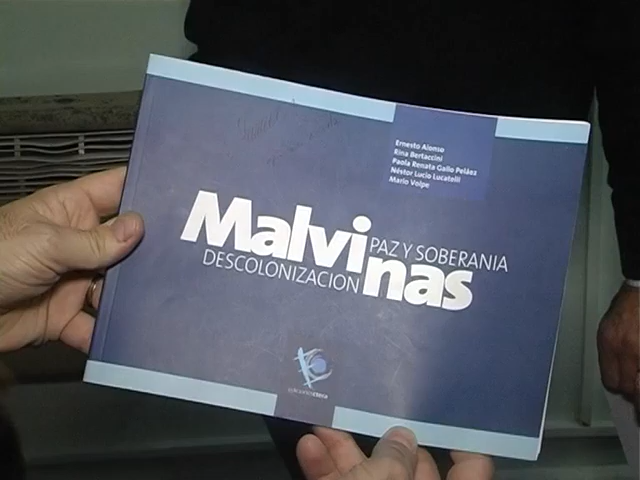 Ernesto Alonso
Rina Bertaccini
Paola Renata Gallo Peláez
Néstor Lucio Lucatelli
Mario Volpe
Malvinas
PAZ Y SOBERANIA
DESCOLONIZACION